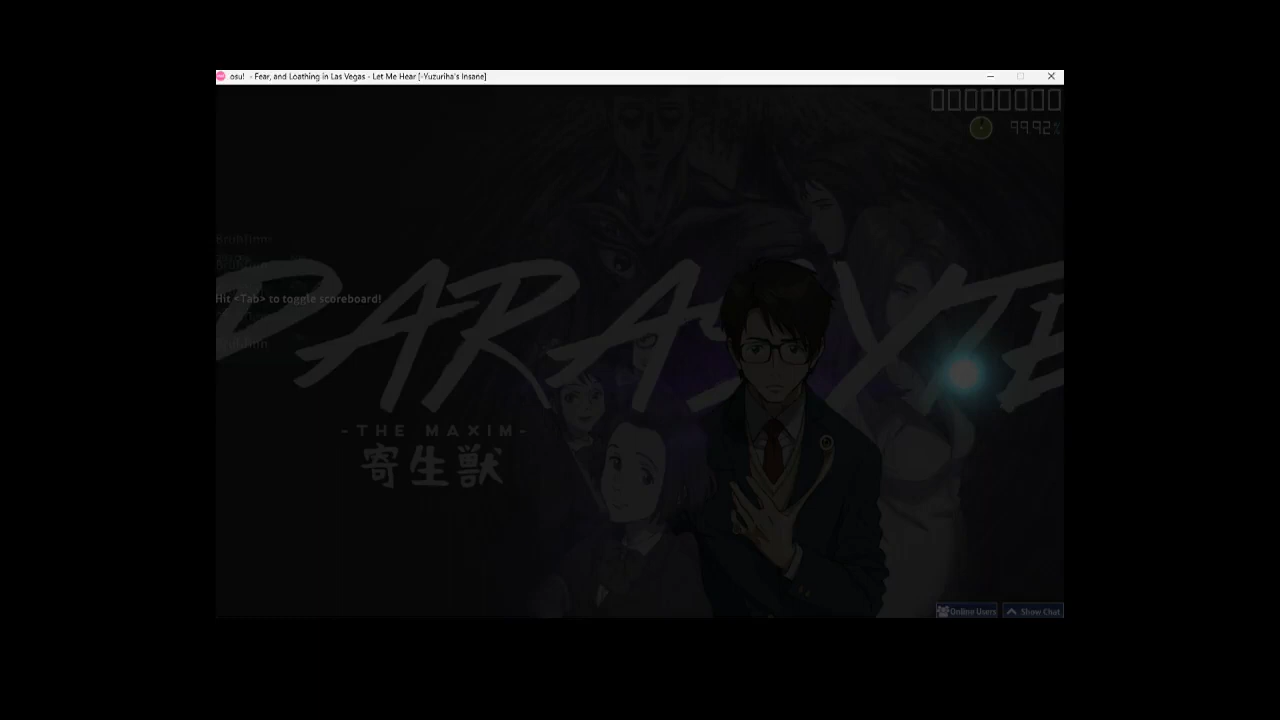 osu! - Fear, and Loathing in Las Vegas - Let Me Hear [-Yuzuriha's Insane]
99.92%
Hit <Tab> to toggle scoreboard!
PARASYTE
-THE MAXIM-
寄生獣
Online Users
Show Chat